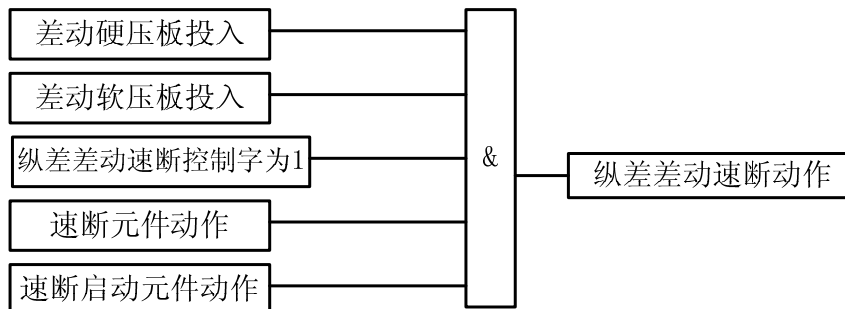 差动硬压板投入
差动软压板投入
纵差差动速断控制字为1
速断元件动作
速断启动元件动作
&
纵差差动速断动作